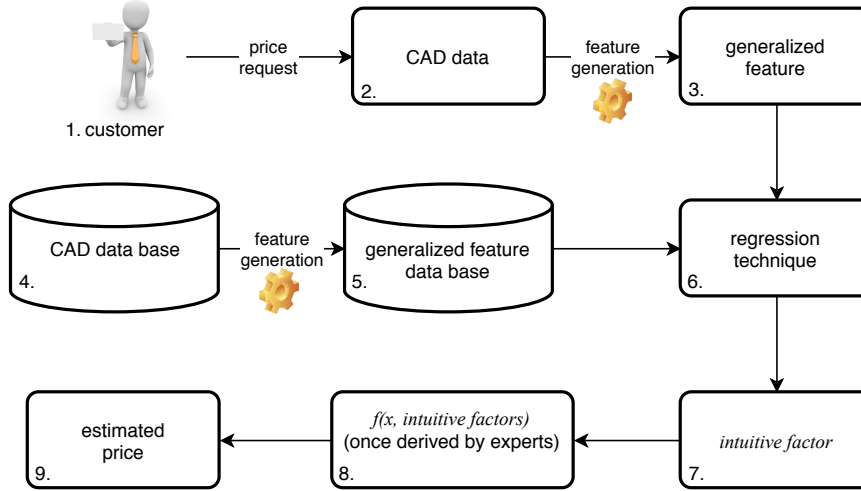 price
request
CAD data
2.
feature
generation
generalized
feature
3.
1. customer
CAD data base
4.
feature
generation
generalized feature
data base
5.
regression
technique
6.
estimated
price
9.
f(x, intuitive factors)
(once derived by experts)
8.
intuitive factor
7.